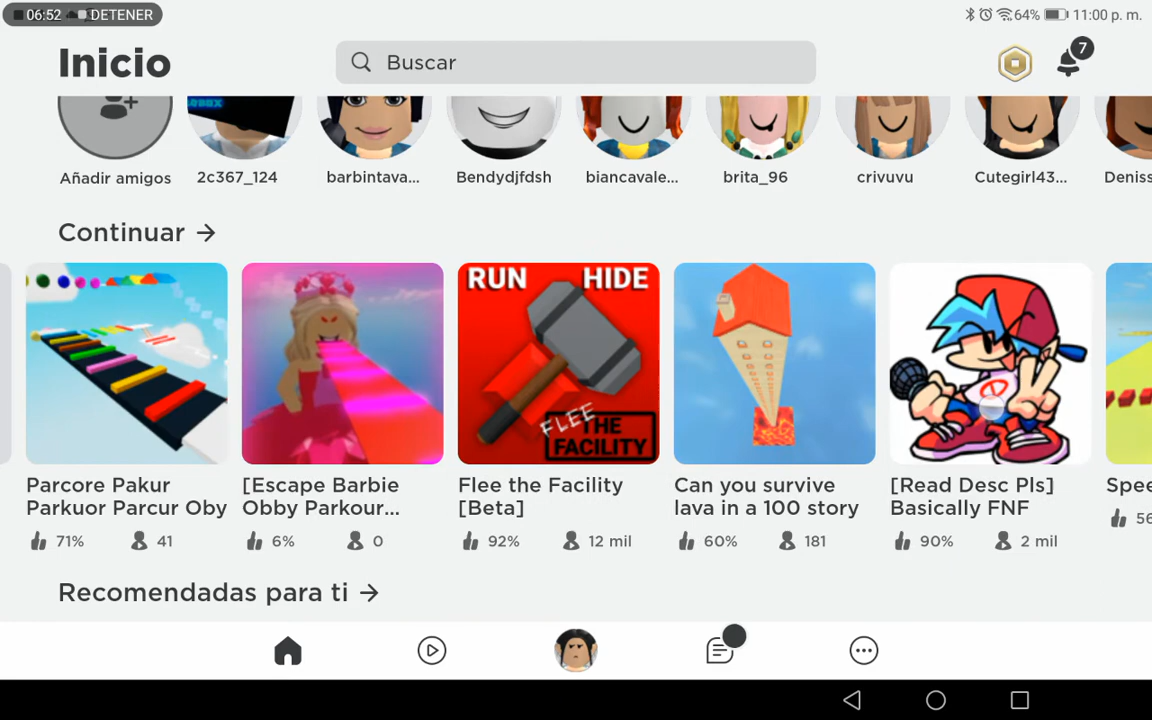 06:52 DETENER
64% 11:00 p. m.
Inicio
Buscar
7
Añadir amigos
2c367_124
barbintava...
Bendydjfdsh
biancavale...
brita_96
crivuvu
Cutegirl43...
Deniss
Continuar →
RUN HIDE
FLEE THE
FACILITY
Parcore Pakur
Parkuor Parcur Oby
71% 41
[Escape Barbie
Obby Parkour...
6% 0
Flee the Facility
[Beta]
92% 12 mil
Can you survive
lava in a 100 story
60% 181
[Read Desc Pls]
Basically FNF
90% 2 mil
Spee
56
Recomendadas para ti →